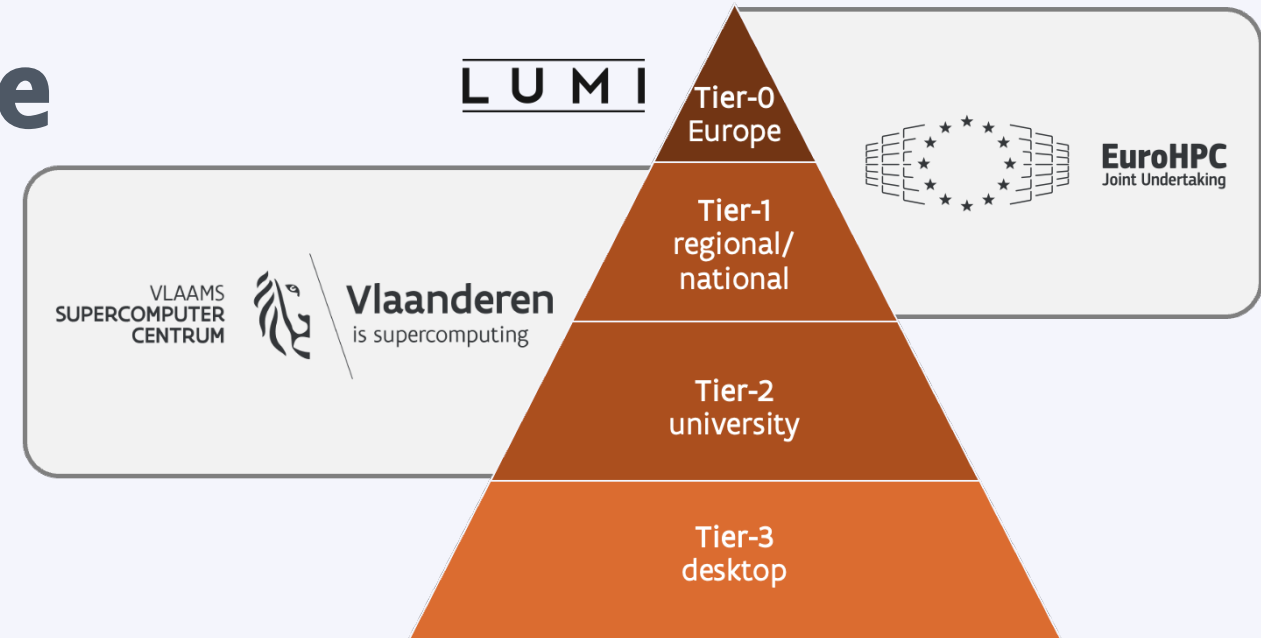 e
LUMI
Tier-0
Europe
EuroHPC
Joint Undertaking
Tier-1
regional/
national
VLAAMS
SUPERCOMPUTER
CENTRUM
Vlaanderen
is supercomputing
Tier-2
university
Tier-3
desktop